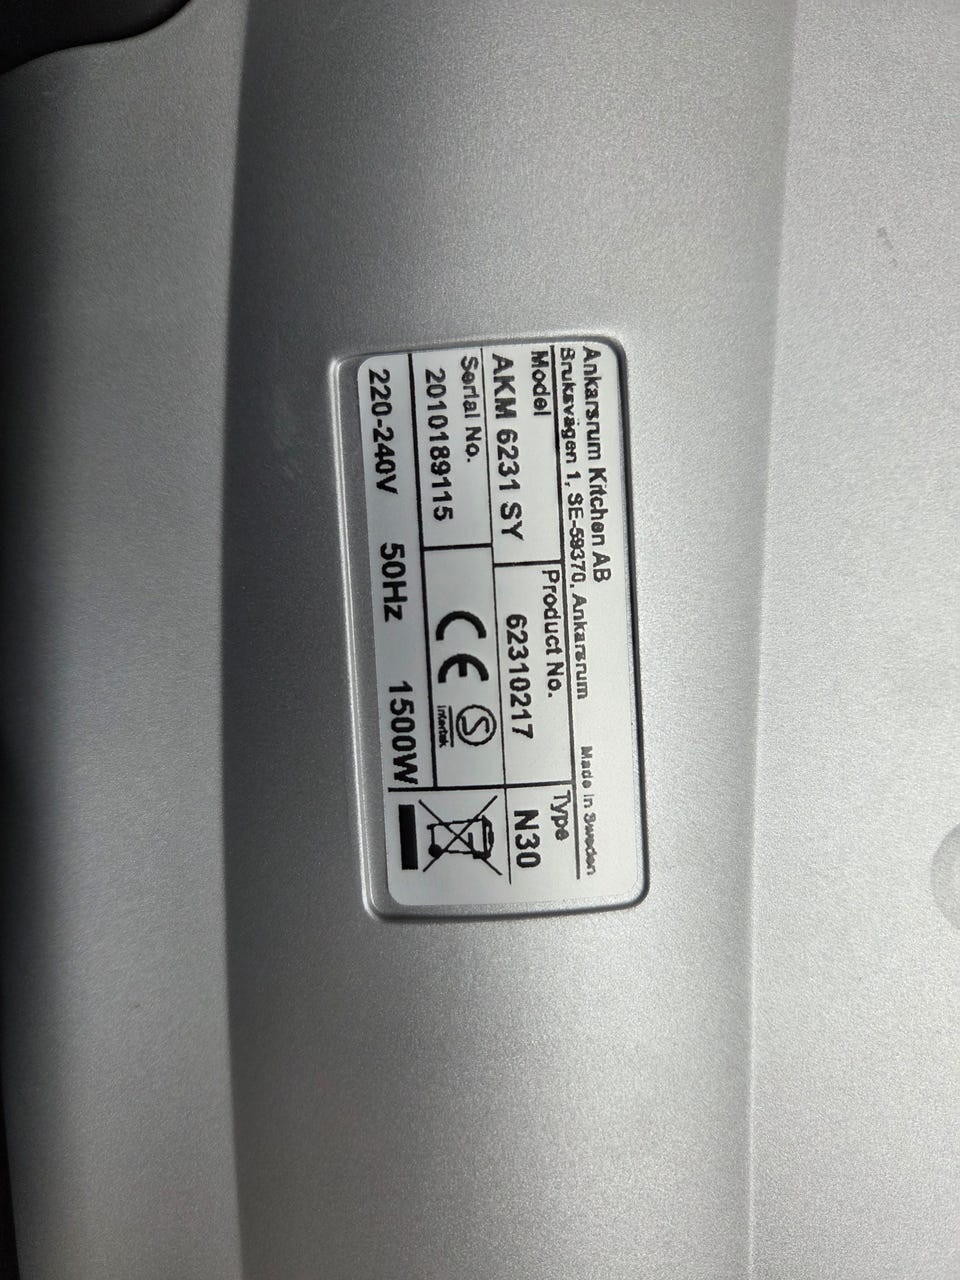 Ankarsrum Kitchen AB
Bruksvägen 1, SE-59370, Ankarsrum Made in Sweden
Model Product No. Type
AKM 6231 SY 62310217 N30
Serial No.
2010189115
CE S Intertek
220-240V 50Hz 1500W